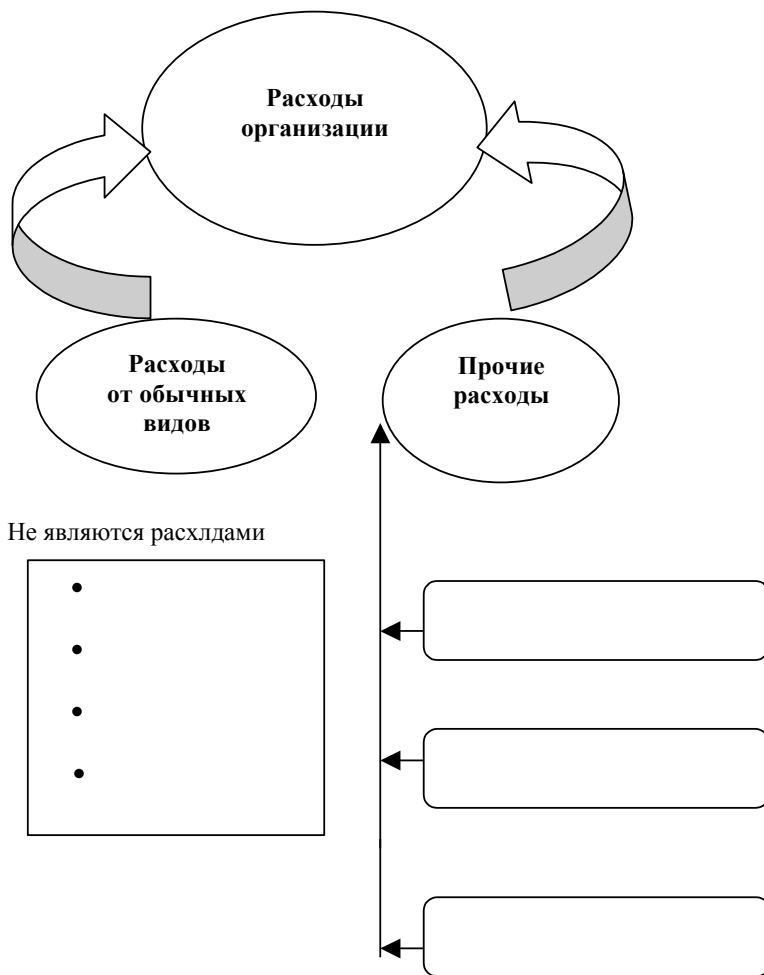 Расходы
организации
Расходы
от обычных
видов
Прочие
расходы
Не являются расхлдами